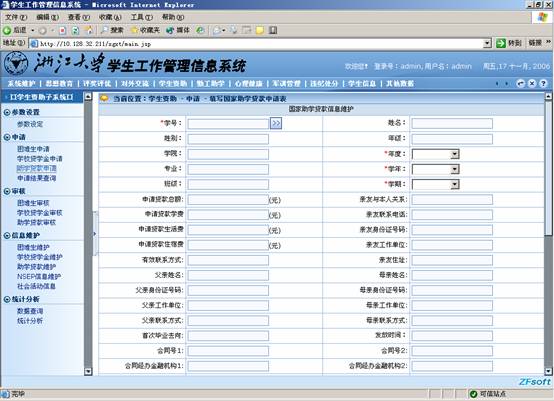 学生工作管理信息系统 - Microsoft Internet Explorer
文件(F) 编辑(E) 查看(V) 收藏(A) 工具(T) 帮助(H)
后退 搜索 收藏夹 媒体
地址(D) http://10.128.32.211/xgxt/main.jsp 转到 链接 »
浙江大学 学生工作管理信息系统 欢迎您! 登录号: admin, 用户名: admin 周五,17 十一月, 2006
系统维护 | 思想教育 | 评奖评优 | 对外交流 | 学生资助 | 勤工助学 | 心理健康 | 军训管理 | 违纪处分 | 学生信息 | 其他数据
学生资助子系统
参数设置
参数设定
申请
困难生申请
学校贷学金申请
助学贷款申请
申请结果查询
审核
困难生审核
学校贷学金审核
助学贷款审核
信息维护
困难生维护
学校贷学金维护
助学贷款维护
NSEP信息维护
社会活动信息
统计分析
数据查询
统计分析
当前位置: 学生资助 - 申请 - 填写国家助学贷款申请表
国家助学贷款信息维护
*学号: >> 姓名:
性别: 年级:
学院: *年度:
专业: *学年:
班级: *学期:
申请贷款总额: (元) 亲友与本人关系:
申请贷款学费: (元) 亲友联系电话:
申请贷款生活费: (元) 亲友身份证号码:
申请贷款住宿费: (元) 亲友工作单位:
有效联系方式: 亲友住址:
父亲姓名: 母亲姓名:
父亲身份证号码: 母亲身份证号码:
父亲工作单位: 母亲工作单位:
父亲联系方式: 母亲联系方式:
首次毕业去向: 发放时间:
合同号1: 合同号2:
合同经办金融机构1: 合同经办金融机构2:
ZFsoft
完毕 可信站点